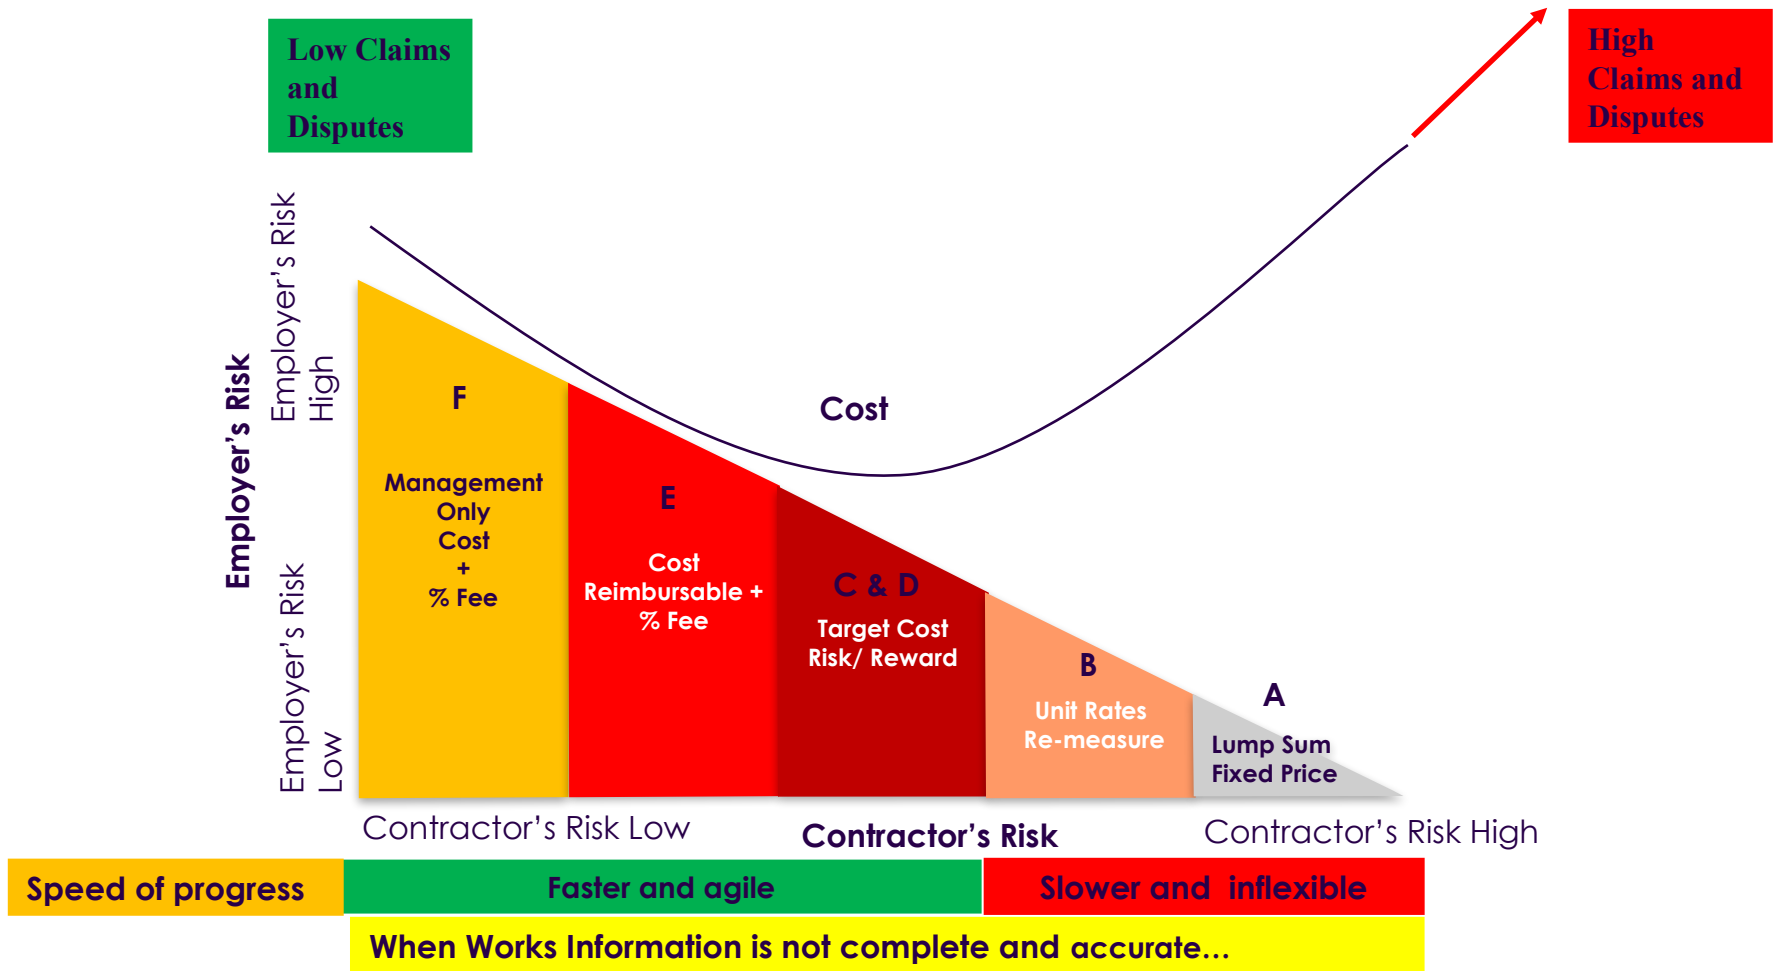 Low Claims
and
Disputes
High
Claims and
Disputes
Employer's Risk
Employer's Risk
High
Employer's Risk
Low
Cost
F
Management
Only
Cost
+
% Fee
E
Cost
Reimbursable +
% Fee
C & D
Target Cost
Risk/ Reward
B
Unit Rates
Re-measure
A
Lump Sum
Fixed Price
Contractor's Risk Low
Contractor's Risk
Contractor's Risk High
Speed of progress
Faster and agile
Slower and  inflexible
When Works Information is not complete and accurate...